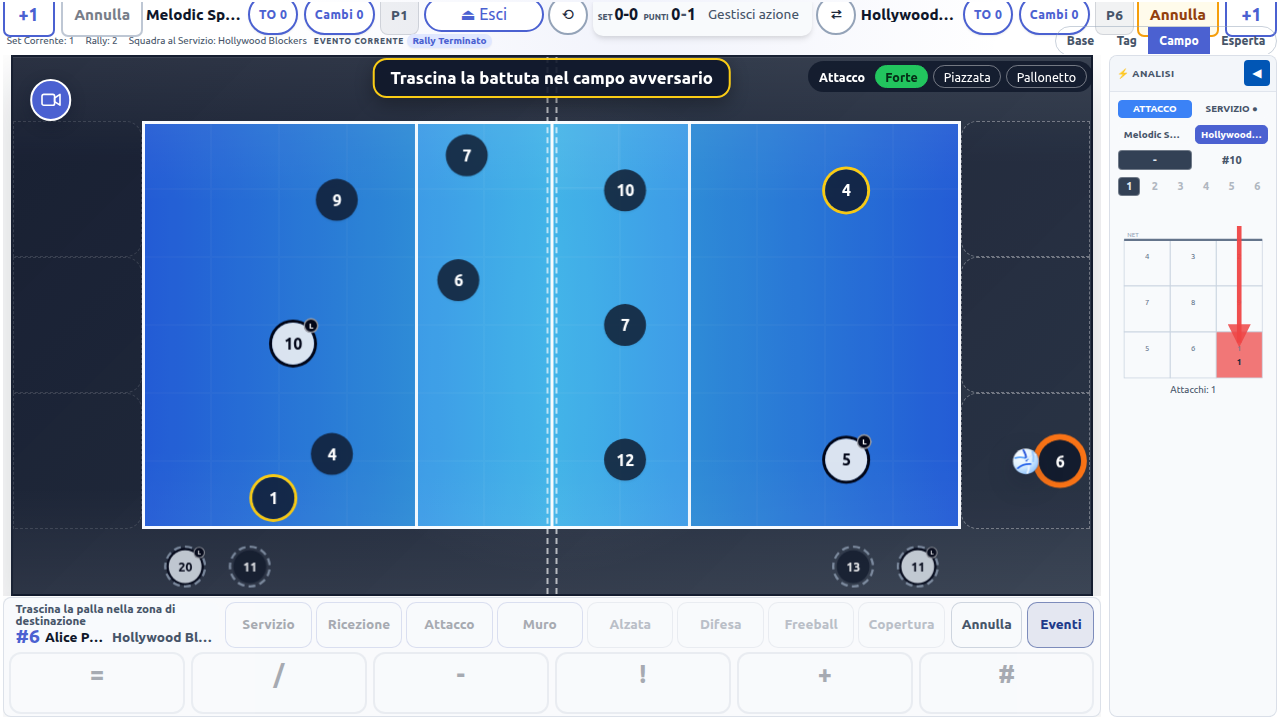 +1 Annulla Melodic Sp... TO 0 Cambi 0 P1 ⏏ Esci ⟲ SET 0-0 PUNTI 0-1 Gestisci azione ⇄ Hollywood... TO 0 Cambi 0 P6 Annulla +1
Set Corrente: 1 Rally: 2 Squadra al Servizio: Hollywood Blockers EVENTO CORRENTE Rally Terminato
Base Tag Campo Esperta
Trascina la battuta nel campo avversario
Attacco Forte Piazzata Pallonetto
⚡ ANALISI ◀
ATTACCO SERVIZIO ●
Melodic S... Hollywood...
- #10
1 2 3 4 5 6
NET
4 3
7 8
5 6
1
Attacchi: 1
7
9
10
4
6
7
10 L
4
12
5 L
6
1
20 L
11
13
11 L
Trascina la palla nella zona di
destinazione
#6 Alice P... Hollywood Bl...
Servizio Ricezione Attacco Muro Alzata Difesa Freeball Copertura Annulla Eventi
= / - ! + #